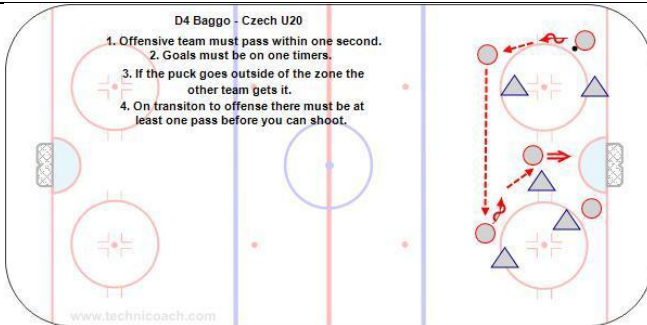 D4 Baggo - Czech U20
1. Offensive team must pass within one second.
2. Goals must be on one timers.
3. If the puck goes outside of the zone the
other team gets it.
4. On transiton to offense there must be at
least one pass before you can shoot.
www.technicoach.com